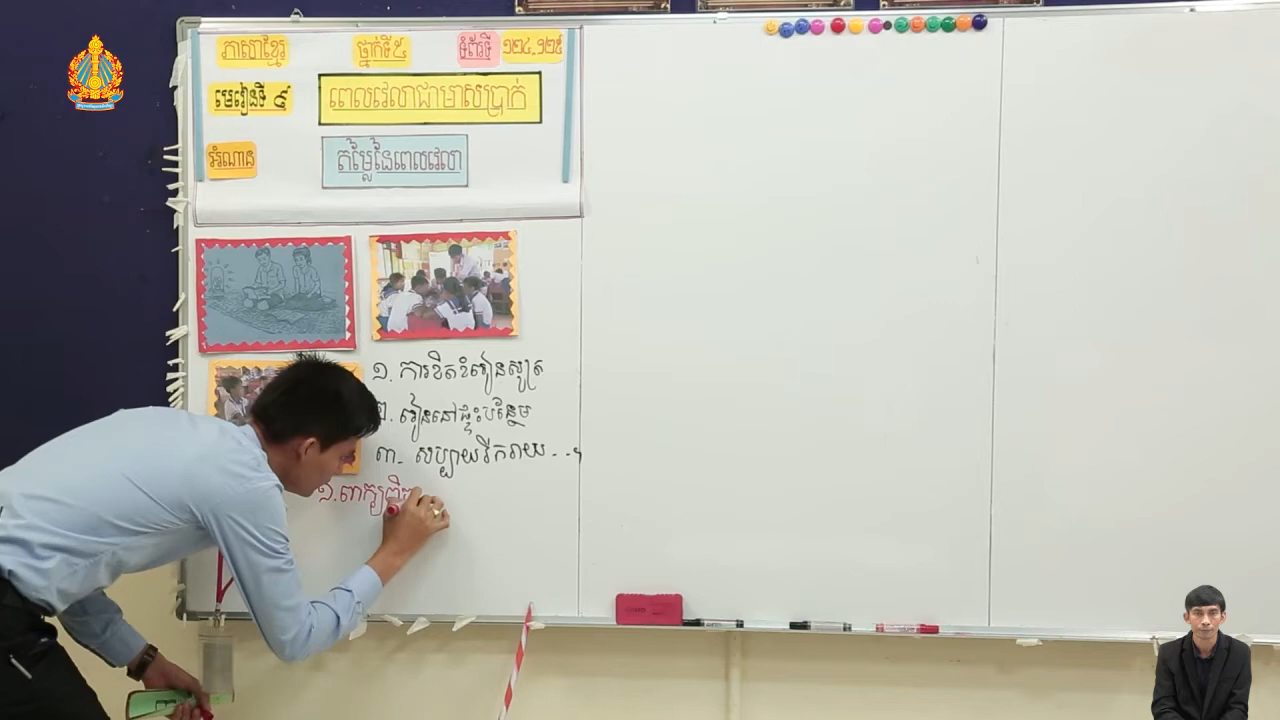 ភាសាខ្មែរ ថ្នាក់ទី៥ ទំព័រទី ១២៤,១២៥
មេរៀនទី ៩ ពេលវេលាជាមាសប្រាក់
អំណាន តម្លៃនៃពេលវេលា
១. ការខិតខំរៀនសូត្រ
២. រៀននៅផ្ទះបន្ថែម
៣- សប្បាយរីករាយ...។
១.ពាក្យពិ